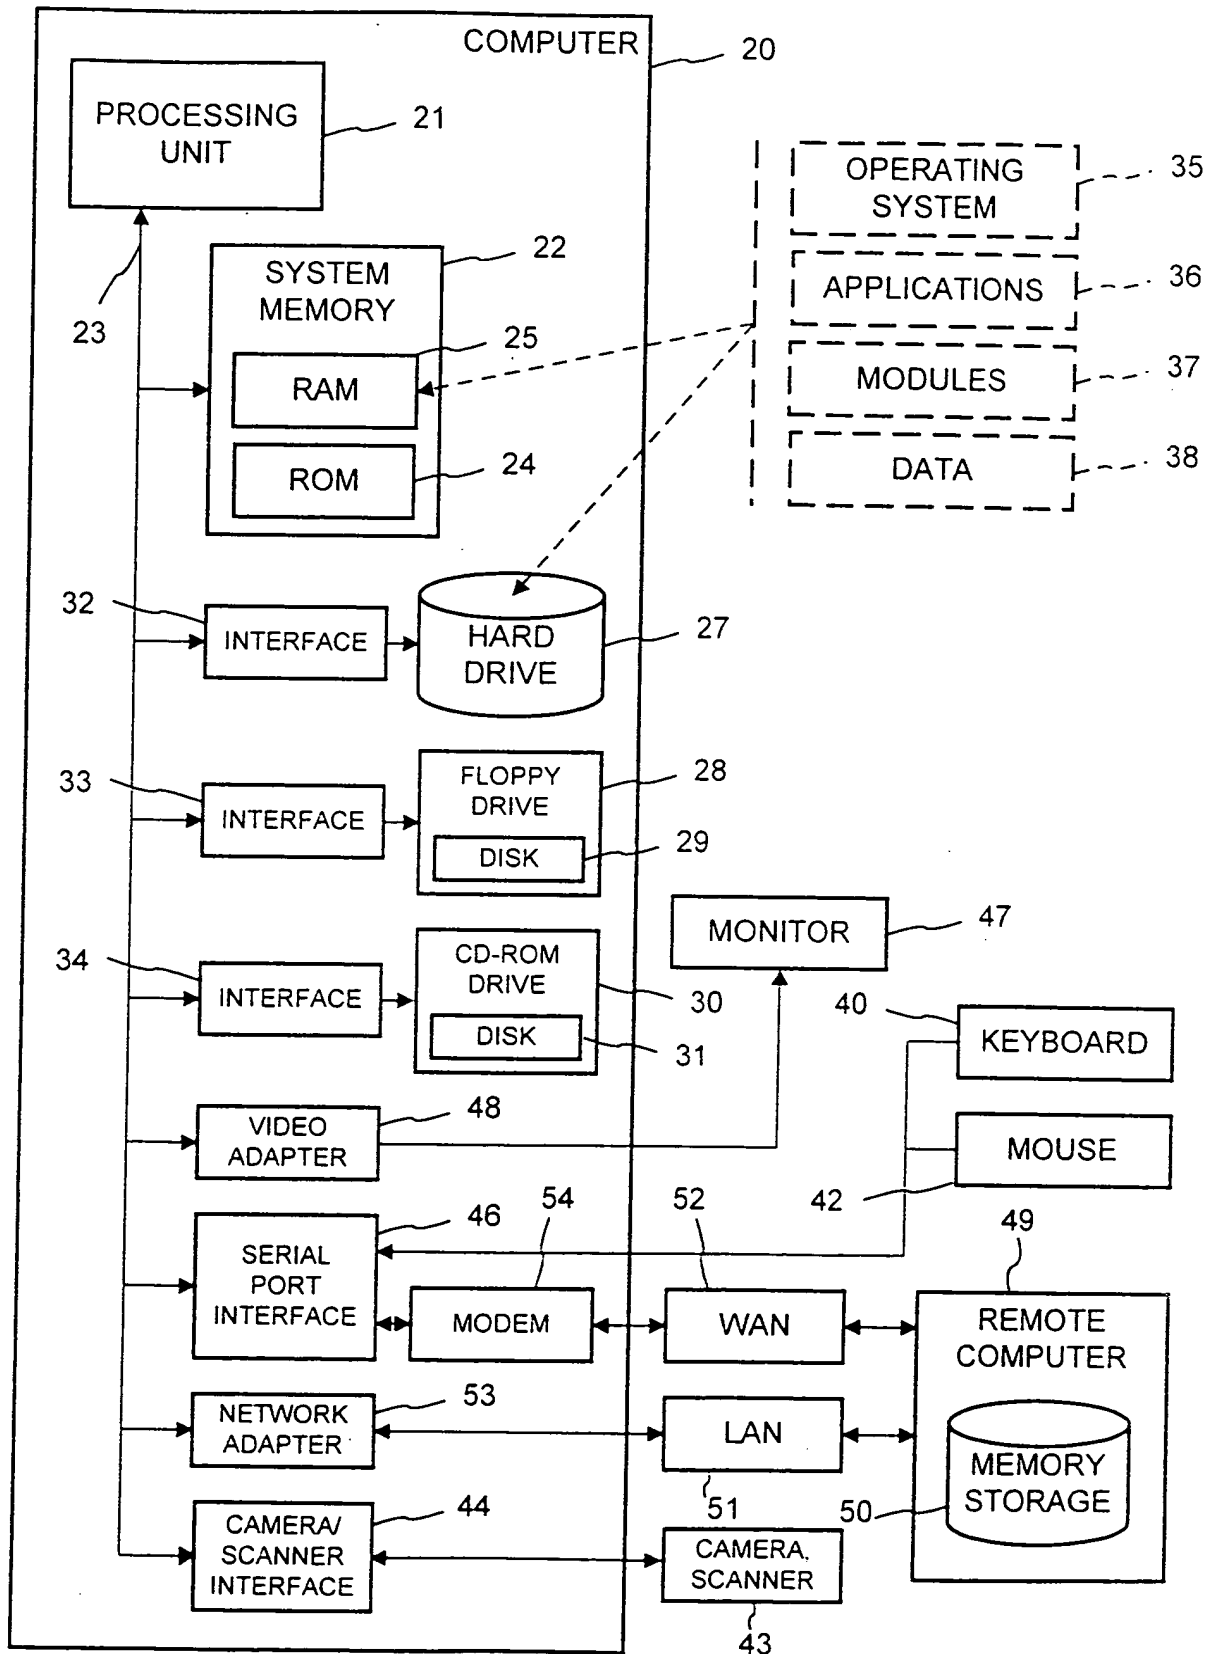 COMPUTER
20
PROCESSING
UNIT
21
23
SYSTEM
MEMORY
22
RAM
25
ROM
24
OPERATING
SYSTEM
35
APPLICATIONS
36
MODULES
37
DATA
38
32
INTERFACE
HARD
DRIVE
27
33
INTERFACE
FLOPPY
DRIVE
28
DISK
29
34
INTERFACE
CD-ROM
DRIVE
30
DISK
31
MONITOR
47
40
KEYBOARD
MOUSE
42
VIDEO
ADAPTER
48
SERIAL
PORT
INTERFACE
46
54
MODEM
52
WAN
49
REMOTE
COMPUTER
MEMORY
STORAGE
50
NETWORK
ADAPTER
53
LAN
51
CAMERA/
SCANNER
INTERFACE
44
CAMERA,
SCANNER
43